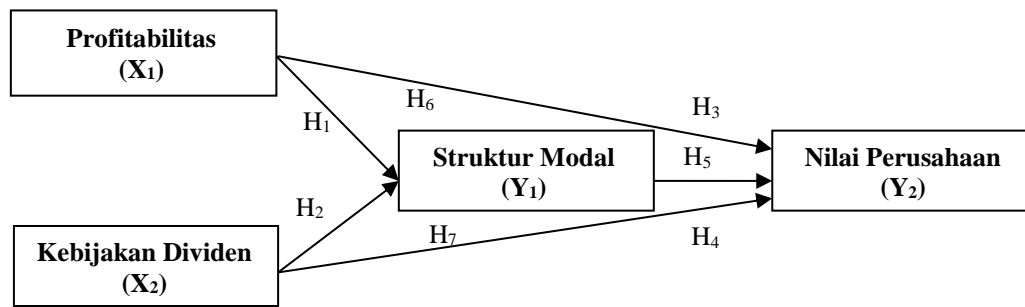 Profitabilitas
(X₁)
H₆
H₃
H₁
Struktur Modal
(Y₁)
H₅
Nilai Perusahaan
(Y₂)
H₂
H₇
H₄
Kebijakan Dividen
(X₂)